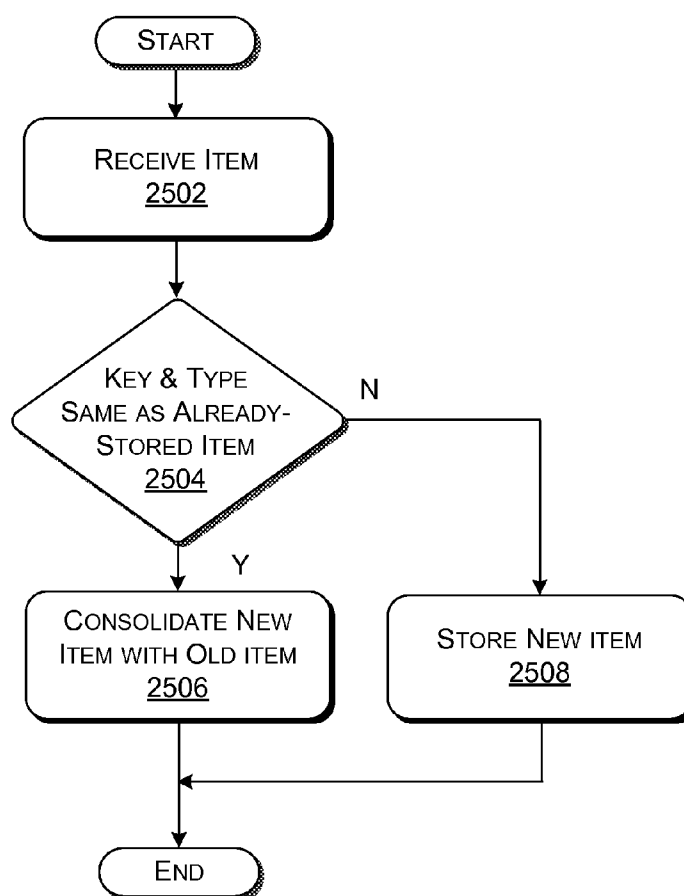 START
RECEIVE ITEM
2502
KEY & TYPE
SAME AS ALREADY-
STORED ITEM
2504
N
Y
CONSOLIDATE NEW
ITEM WITH OLD ITEM
2506
STORE NEW ITEM
2508
END